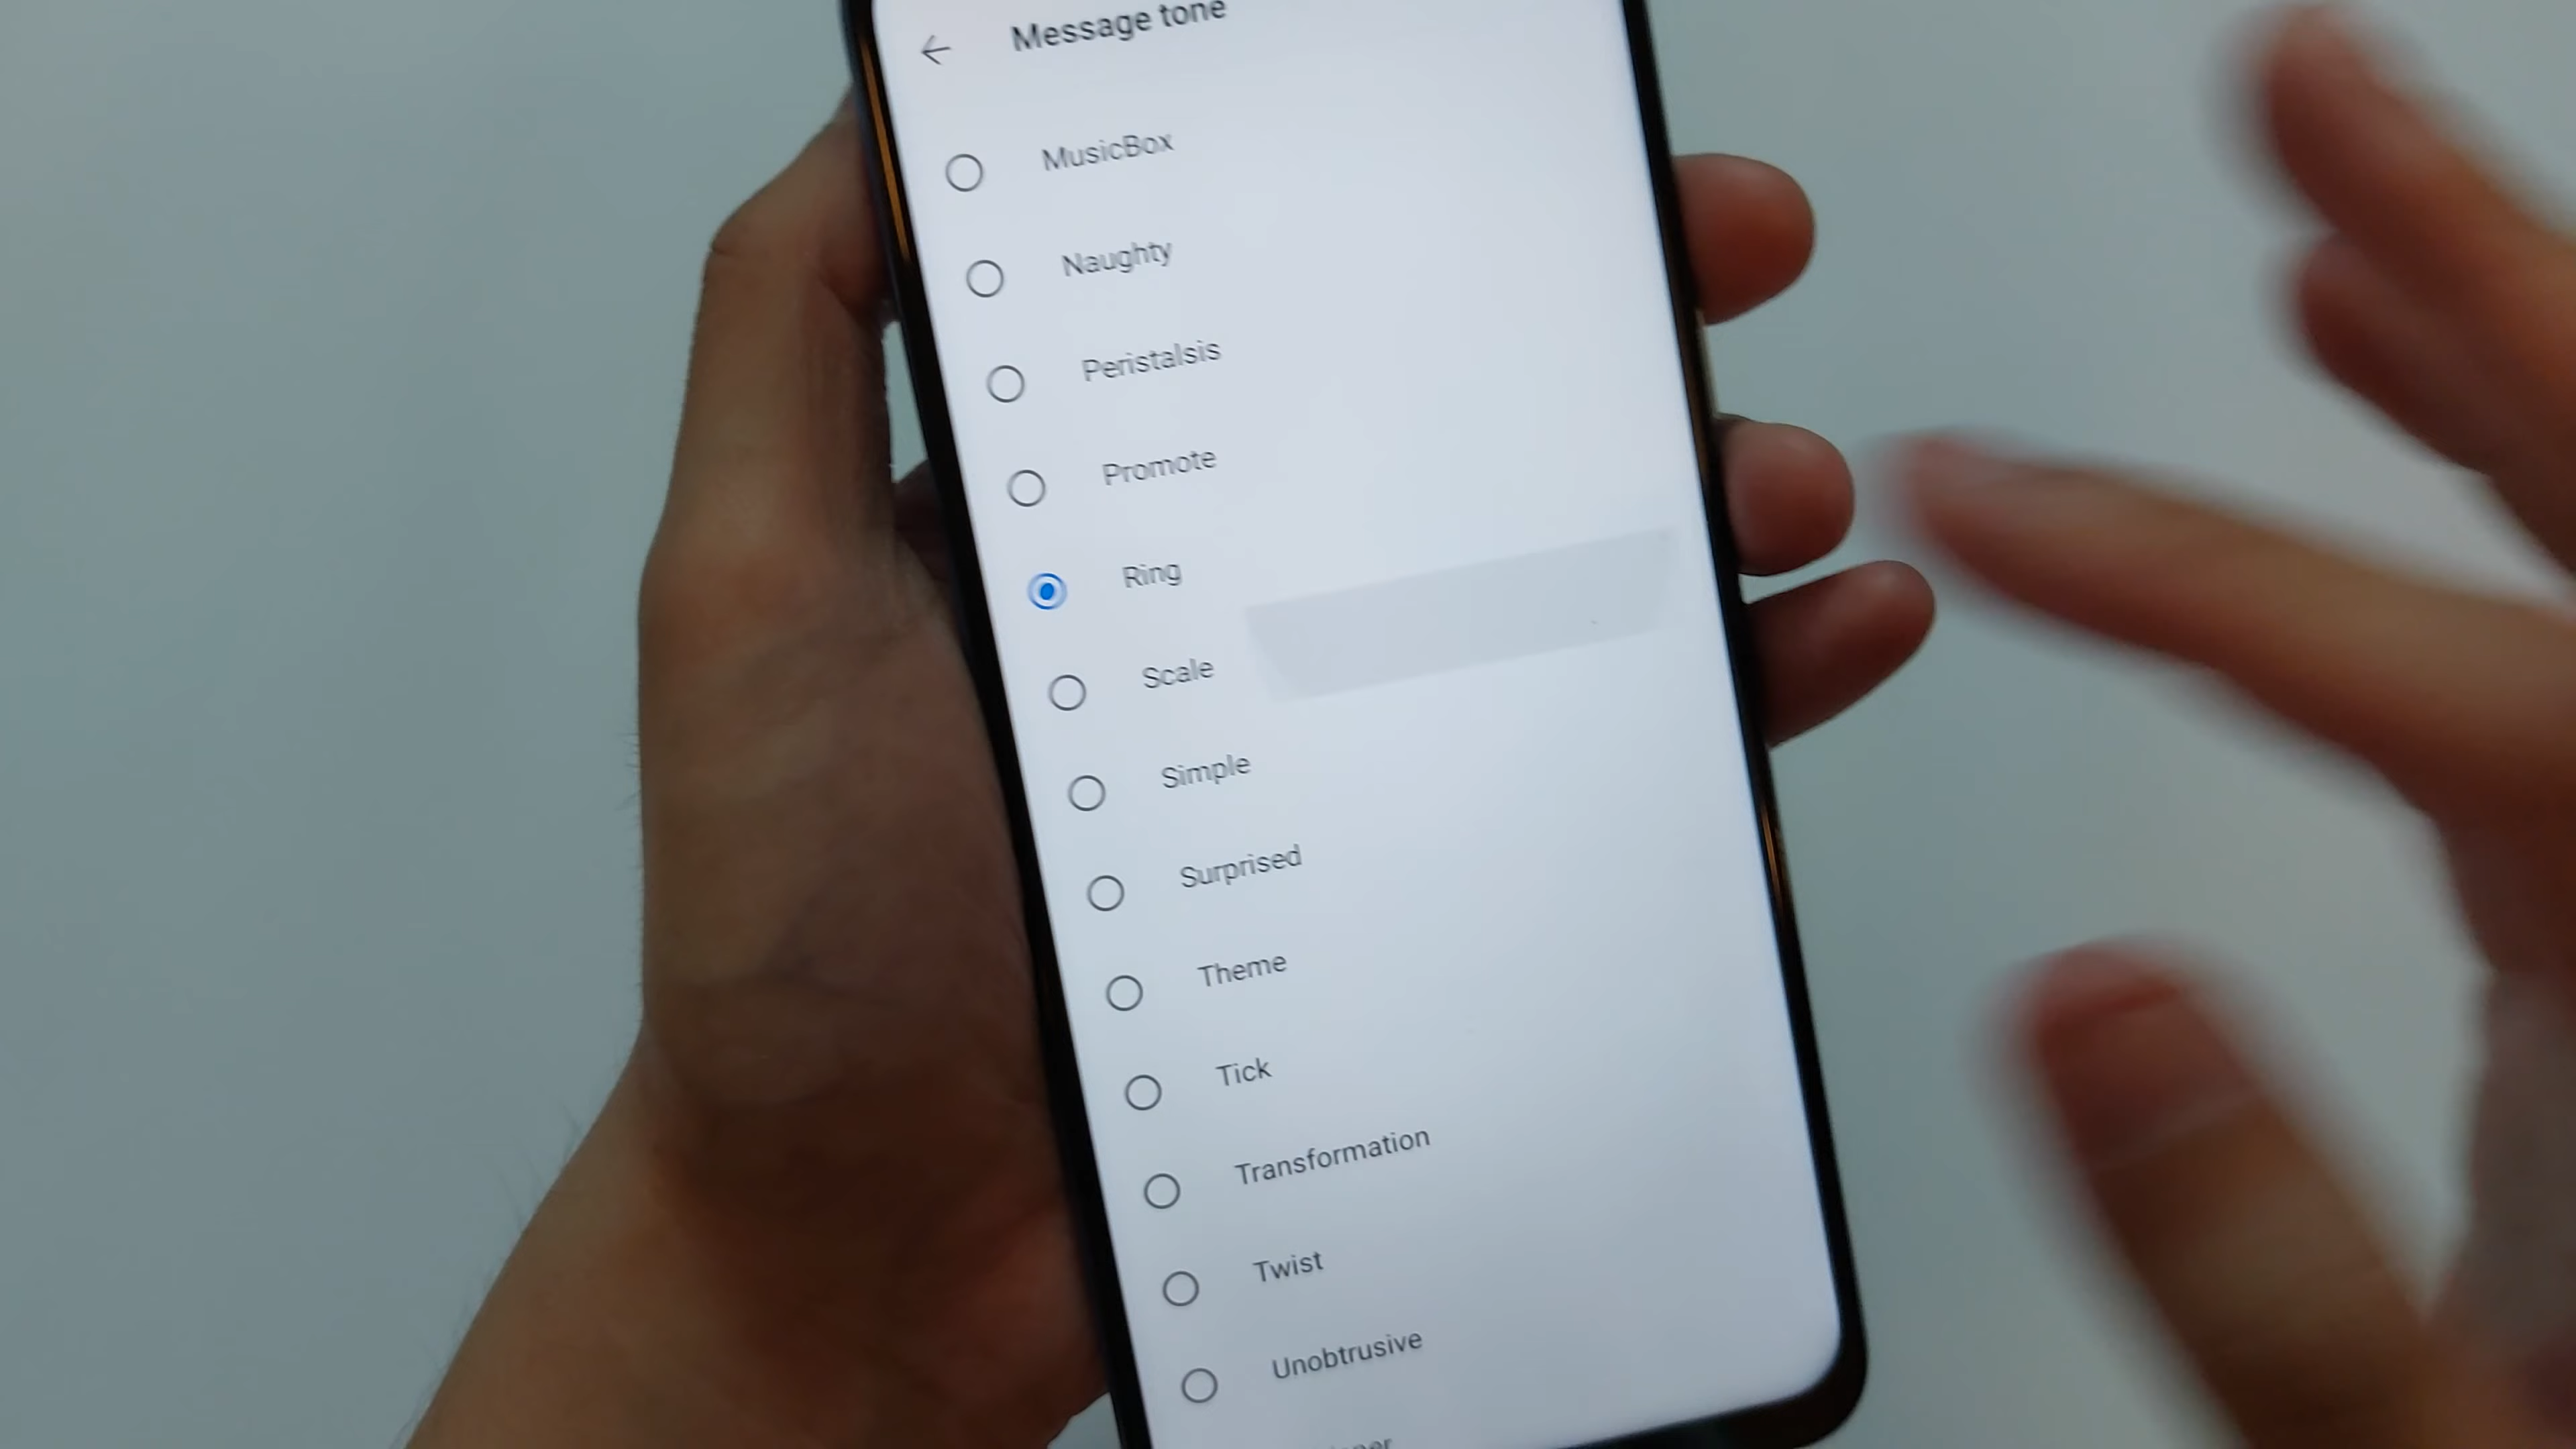 Message tone
MusicBox
Naughty
Peristalsis
Promote
Ring
Scale
Simple
Surprised
Theme
Tick
Transformation
Twist
Unobtrusive